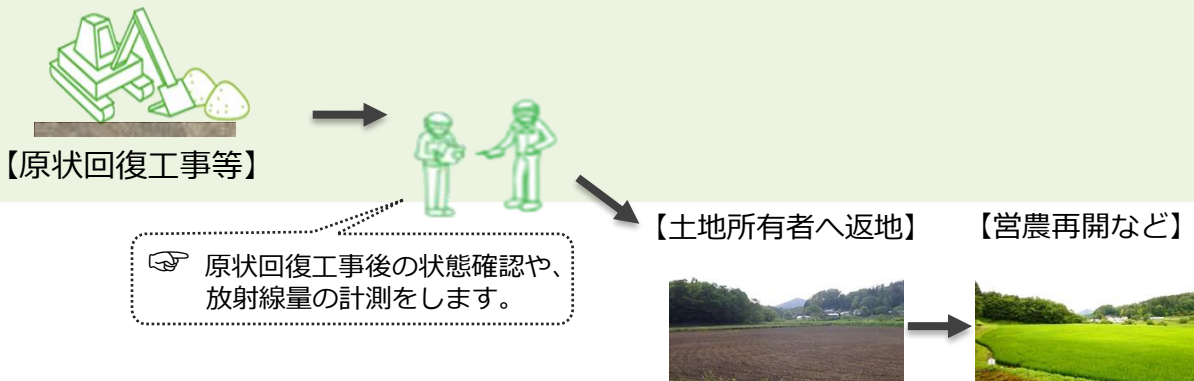 【原状回復工事等】
☞ 原状回復工事後の状態確認や、
放射線量の計測をします。
【土地所有者へ返地】
【営農再開など】